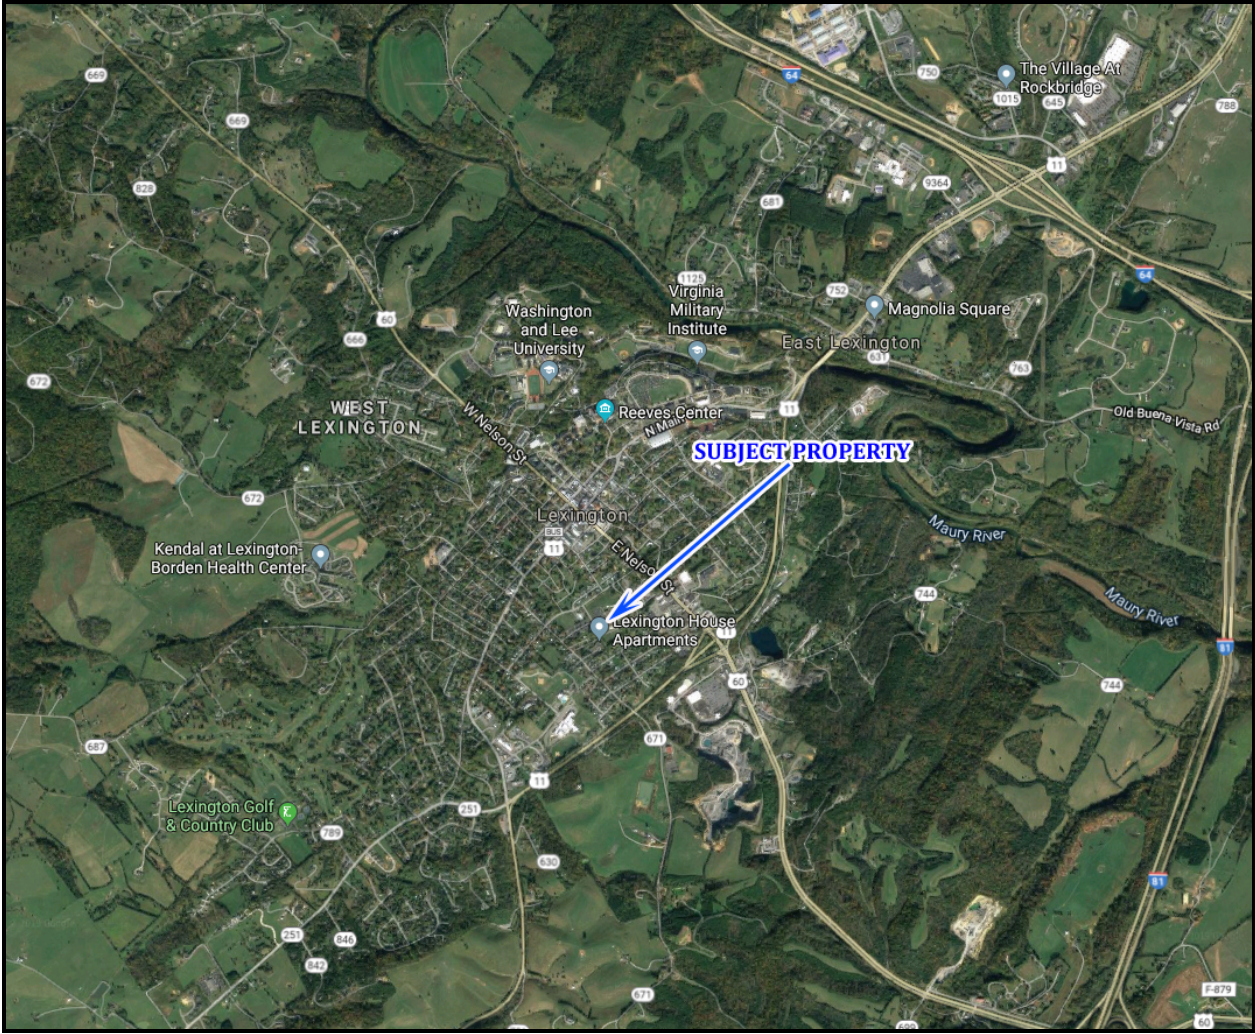 64
669
750
The Village At
Rockbridge
1015
645
788
669
11
828
9364
681
64
1125
752
Virginia
Military
Institute
Magnolia Square
Washington
and Lee
University
60
666
East Lexington
631
763
672
WEST
LEXINGTON
Reeves Center
N Main
11
Old Buena Vista Rd
W Nelson St
SUBJECT PROPERTY
672
Lexington
BUS
11
Maury River
Kendal at Lexington-
Borden Health Center
E Nelson St
744
Maury River
Lexington House
Apartments
11
81
60
744
687
671
11
Lexington Golf
& Country Club
251
789
630
81
251
846
842
671
F-879
60